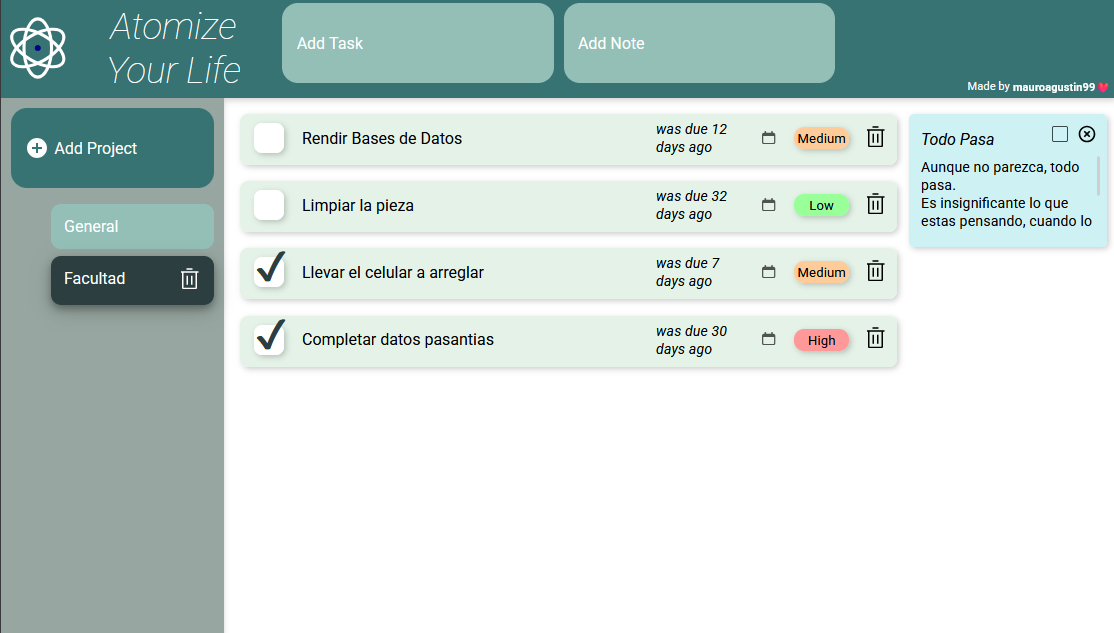 Atomize
Your Life
Add Task
Add Note
Made by mauroagustin99
Add Project
General
Facultad
Rendir Bases de Datos
was due 12
days ago
Medium
Limpiar la pieza
was due 32
days ago
Low
Llevar el celular a arreglar
was due 7
days ago
Medium
Completar datos pasantias
was due 30
days ago
High
Todo Pasa
Aunque no parezca, todo
pasa.
Es insignificante lo que
estas pensando, cuando lo